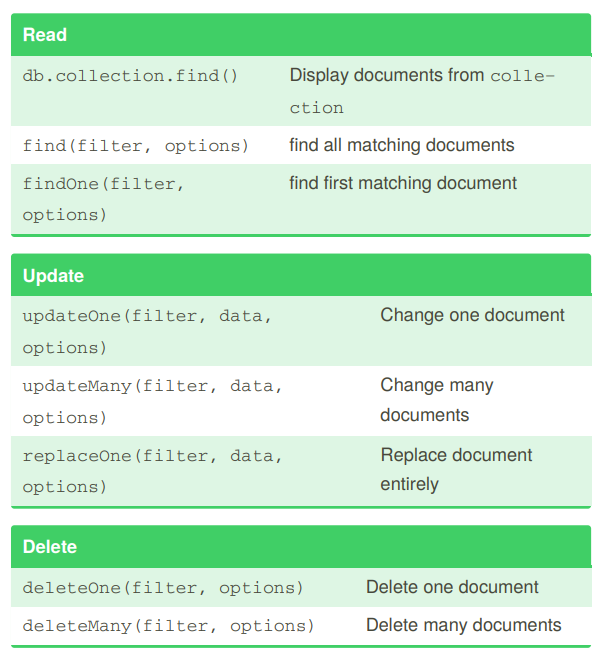 Read
db.collection.find() Display documents from colle-
ction
find(filter, options) find all matching documents
findOne(filter, find first matching document
options)
Update
updateOne(filter, data, Change one document
options)
updateMany(filter, data, Change many
options) documents
replaceOne(filter, data, Replace document
options) entirely
Delete
deleteOne(filter, options) Delete one document
deleteMany(filter, options) Delete many documents